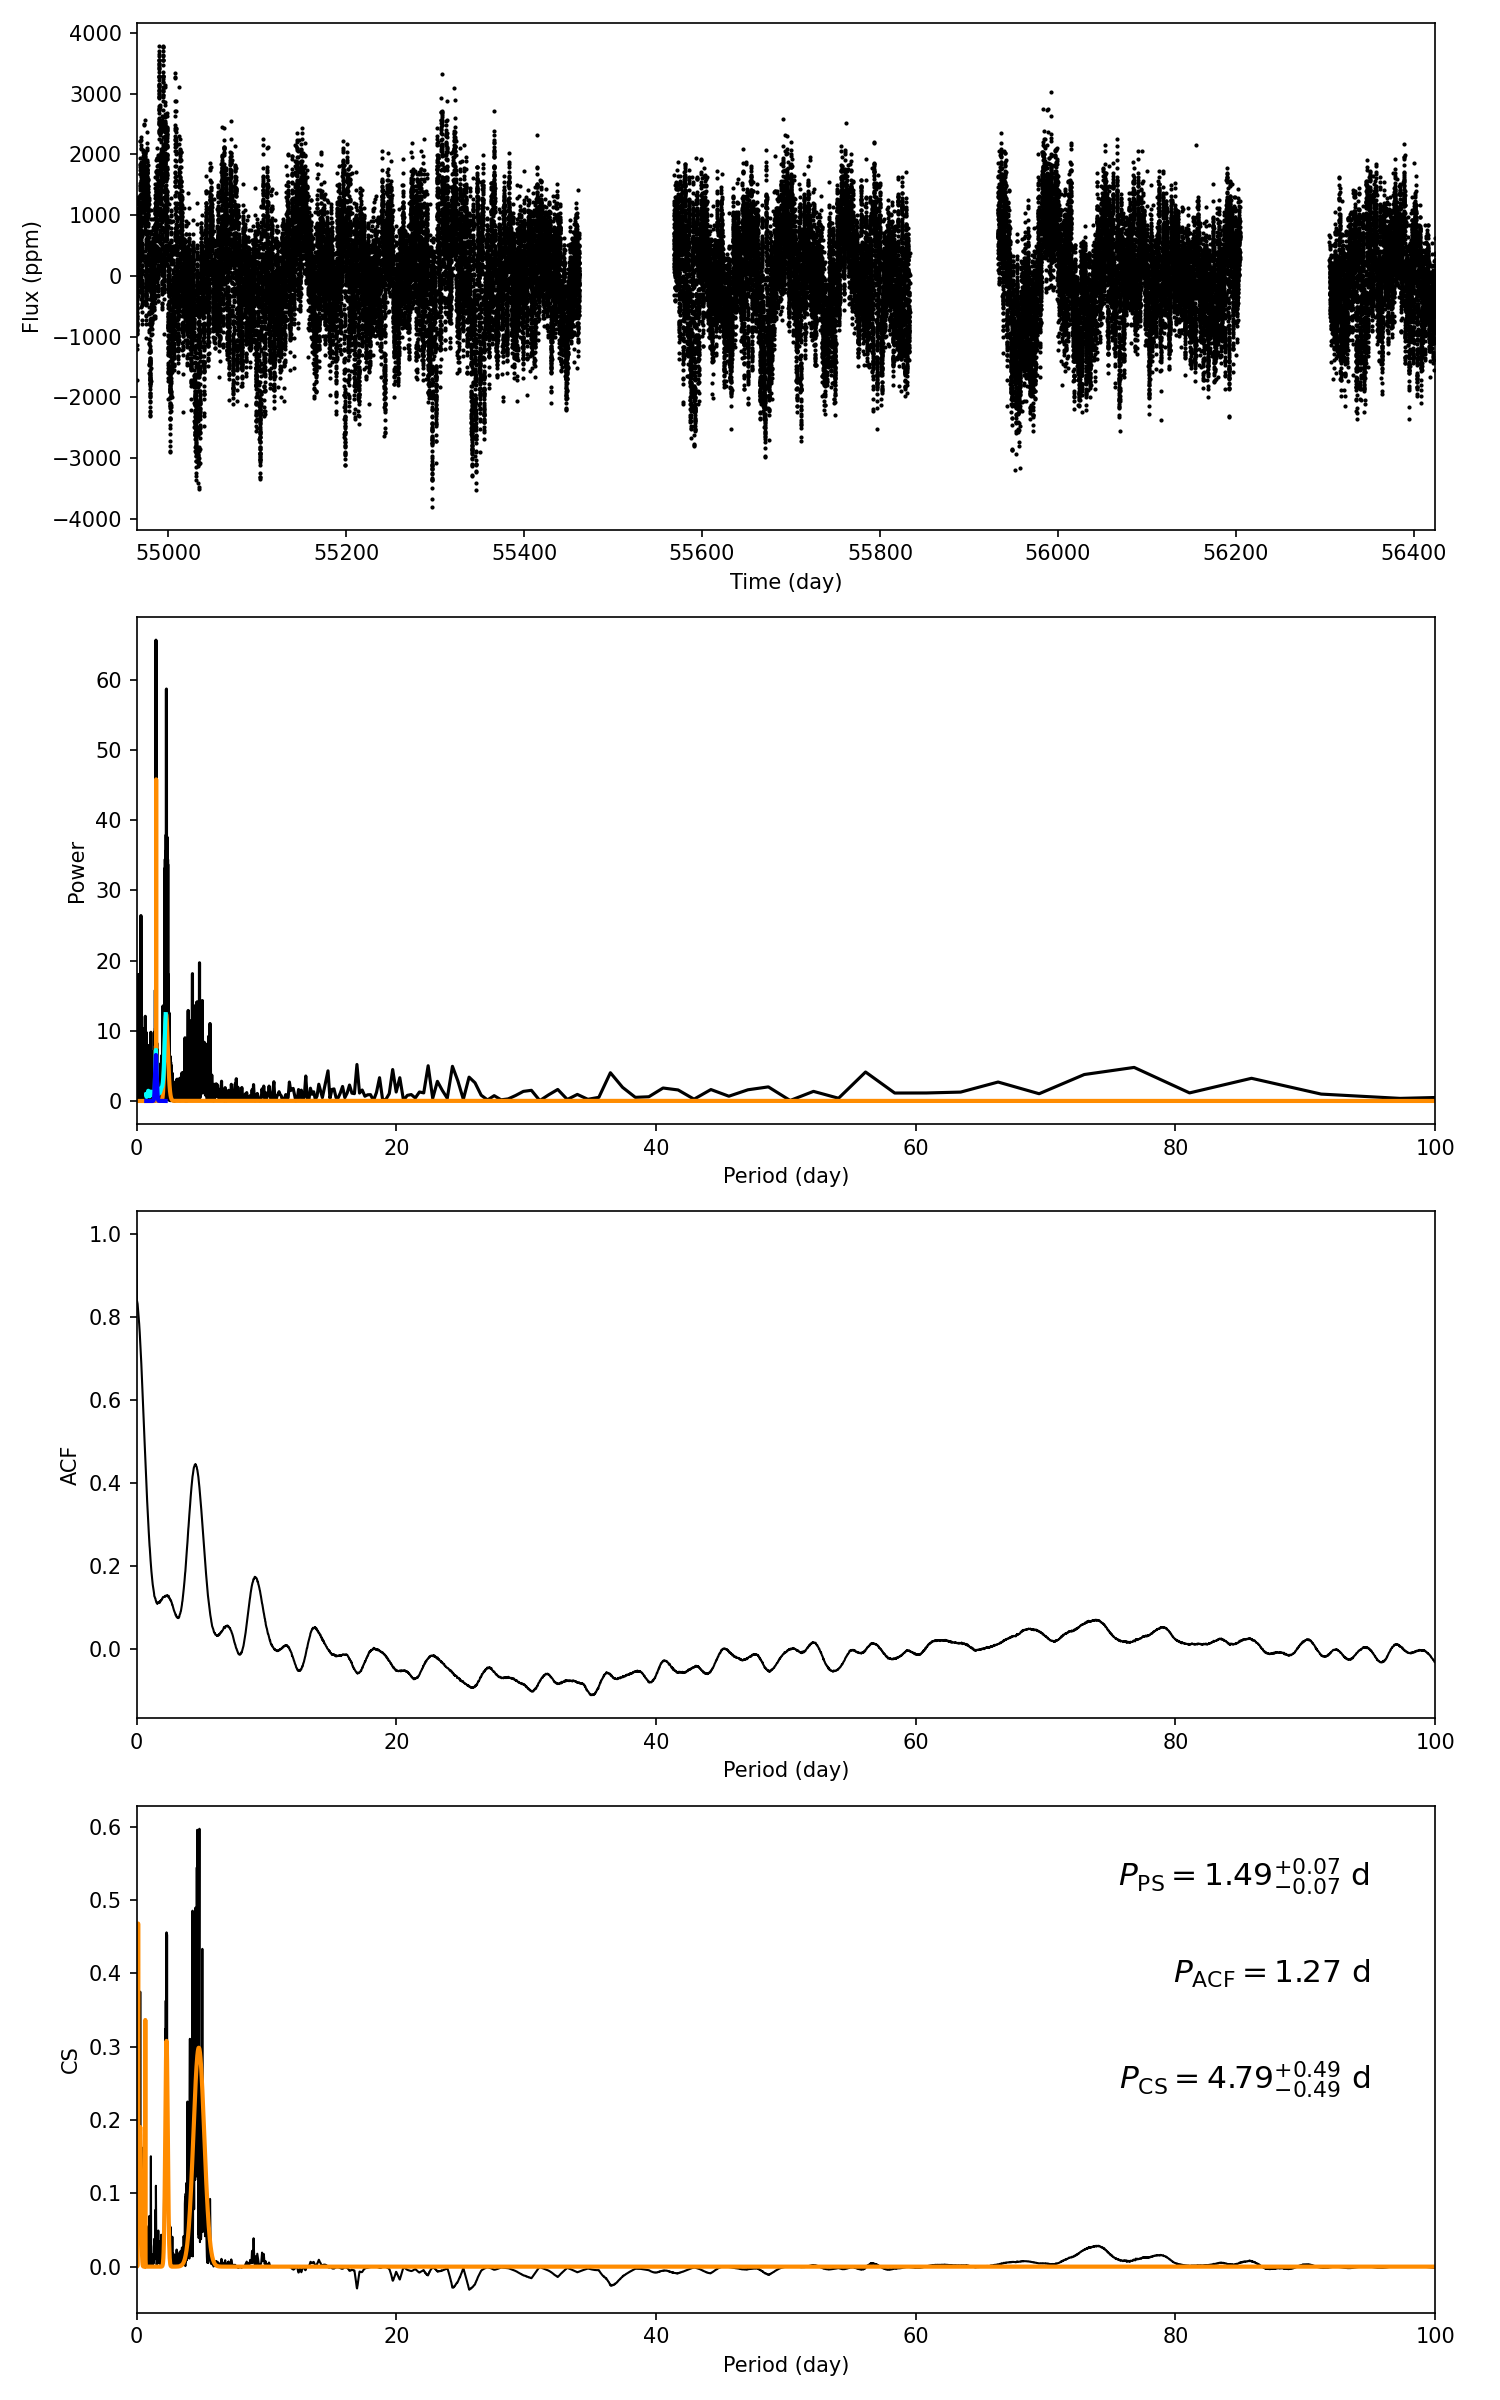 4000
3000
2000
1000
0
−1000
−2000
−3000
−4000
Flux (ppm)
55000 55200 55400 55600 55800 56000 56200 56400
Time (day)
60
50
40
30
20
10
0
Power
0 20 40 60 80 100
Period (day)
1.0
0.8
0.6
0.4
0.2
0.0
ACF
0 20 40 60 80 100
Period (day)
0.6
0.5
0.4
0.3
0.2
0.1
0.0
CS
P_PS = 1.49 +0.07 −0.07 d
P_ACF = 1.27 d
P_CS = 4.79 +0.49 −0.49 d
0 20 40 60 80 100
Period (day)